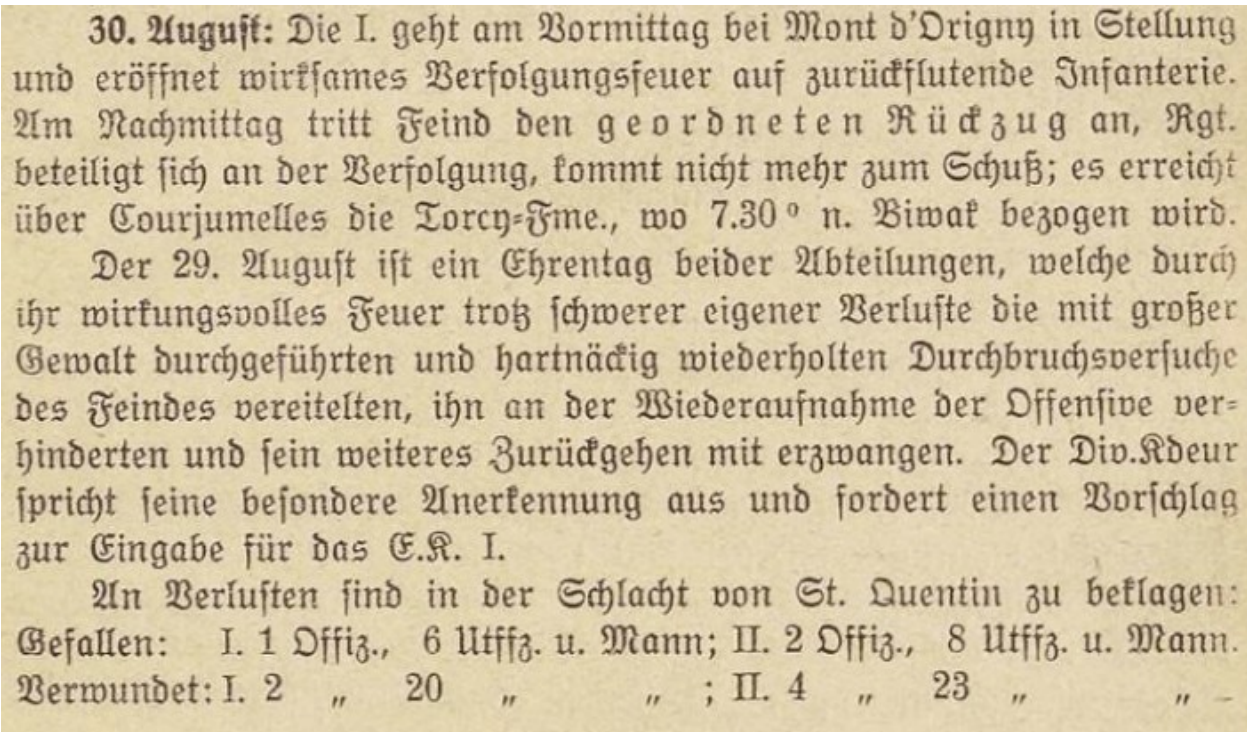 30. August: Die I. geht am Vormittag bei Mont d'Origny in Stellung
und eröffnet wirksames Verfolgungsfeuer auf zurückflutende Infanterie.
Am Nachmittag tritt Feind den geordneten Rückzug an, Rgt.
beteiligt sich an der Verfolgung, kommt nicht mehr zum Schuß; es erreicht
über Courjumelles die Torcy-Fme., wo 7.30 ⁰ n. Biwak bezogen wird.
Der 29. August ist ein Ehrentag beider Abteilungen, welche durch
ihr wirkungsvolles Feuer trotz schwerer eigener Verluste die mit großer
Gewalt durchgeführten und hartnäckig wiederholten Durchbruchsversuche
des Feindes vereitelten, ihn an der Wiederaufnahme der Offensive ver-
hinderten und sein weiteres Zurückgehen mit erzwangen. Der Div.Kdeur
spricht seine besondere Anerkennung aus und fordert einen Vorschlag
zur Eingabe für das E.K. I.
An Verlusten sind in der Schlacht von St. Quentin zu beklagen:
Gefallen: I. 1 Offiz., 6 Utffz. u. Mann; II. 2 Offiz., 8 Utffz. u. Mann.
Verwundet: I. 2 „ 20 „ „ ; II. 4 „ 23 „ „